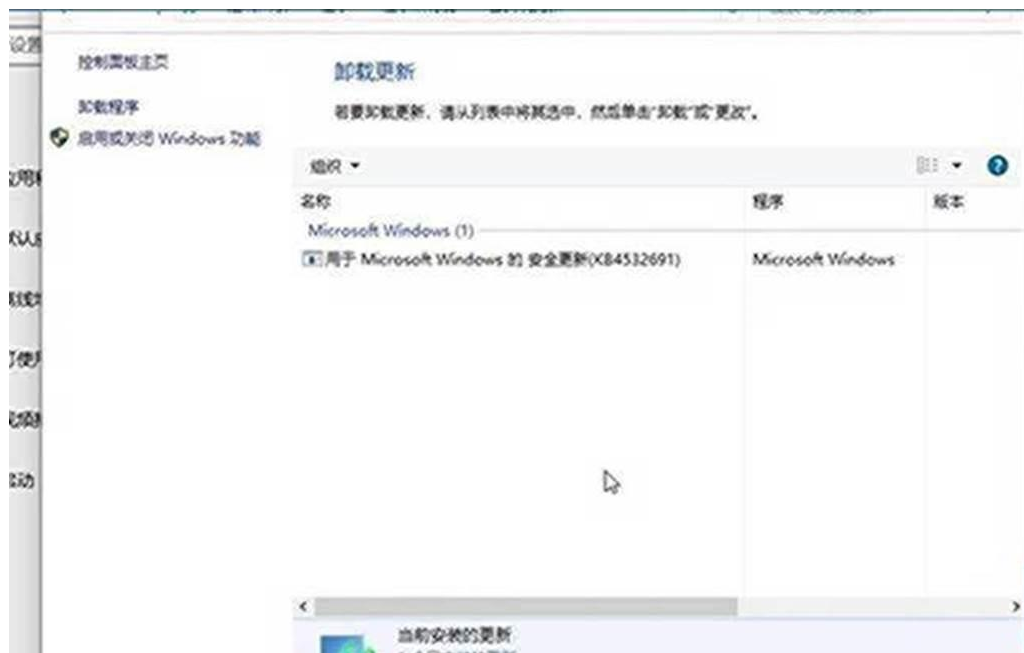 控制面板主页
卸载程序
启用或关闭 Windows 功能
卸载更新
若要卸载更新，请从列表中将其选中，然后单击"卸载"或"更改"。
组织
名称
程序
版本
Microsoft Windows (1)
用于 Microsoft Windows 的 安全更新(KB4532691)
Microsoft Windows
当前安装的更新